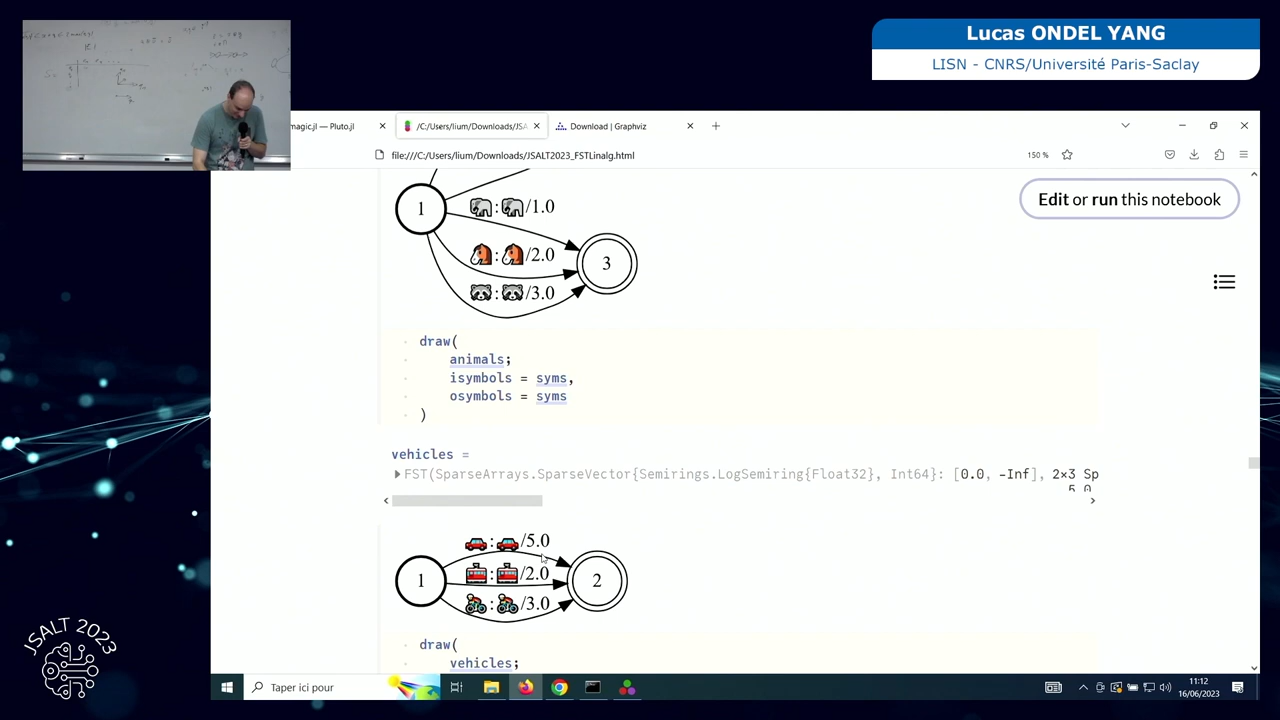 Lucas ONDEL YANG
LISN - CNRS/Université Paris-Saclay
magic.jl — Pluto.jl
/C:/Users/lium/Downloads/JSA
Download | Graphviz
file:///C:/Users/lium/Downloads/JSALT2023_FSTLinalg.html
150 %
Edit or run this notebook
1
🐘:🐘/1.0
🐴:🐴/2.0
🦝:🦝/3.0
3
draw(
animals;
isymbols = syms,
osymbols = syms
)
vehicles =
FST(SparseArrays.SparseVector{Semirings.LogSemiring{Float32}, Int64}: [0.0, -Inf], 2×3 Sp
5.0
1
🚗:🚗/5.0
🚋:🚋/2.0
🚴:🚴/3.0
2
draw(
vehicles;
JSALT 2023
Taper ici pour
11:12
16/06/2023